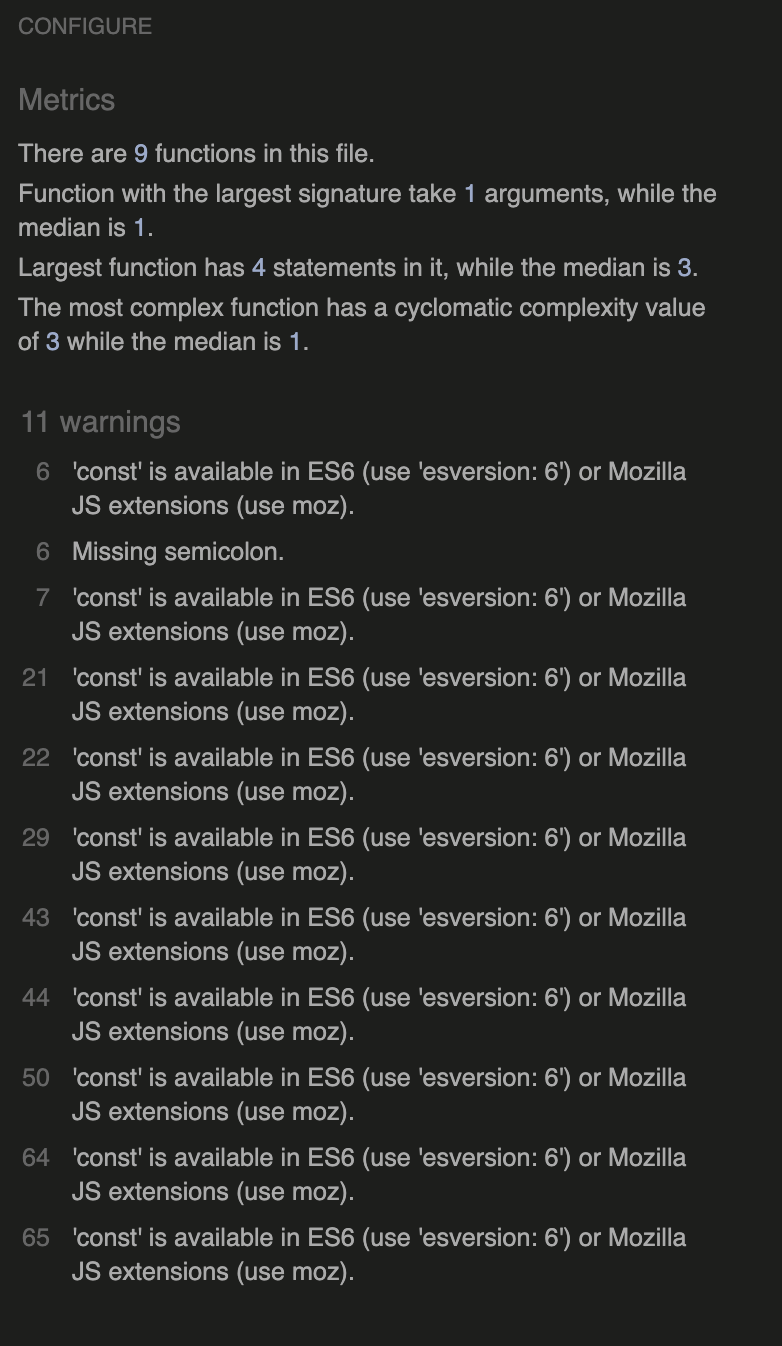 CONFIGURE
Metrics
There are 9 functions in this file.
Function with the largest signature take 1 arguments, while the
median is 1.
Largest function has 4 statements in it, while the median is 3.
The most complex function has a cyclomatic complexity value
of 3 while the median is 1.
11 warnings
6 'const' is available in ES6 (use 'esversion: 6') or Mozilla
JS extensions (use moz).
6 Missing semicolon.
7 'const' is available in ES6 (use 'esversion: 6') or Mozilla
JS extensions (use moz).
21 'const' is available in ES6 (use 'esversion: 6') or Mozilla
JS extensions (use moz).
22 'const' is available in ES6 (use 'esversion: 6') or Mozilla
JS extensions (use moz).
29 'const' is available in ES6 (use 'esversion: 6') or Mozilla
JS extensions (use moz).
43 'const' is available in ES6 (use 'esversion: 6') or Mozilla
JS extensions (use moz).
44 'const' is available in ES6 (use 'esversion: 6') or Mozilla
JS extensions (use moz).
50 'const' is available in ES6 (use 'esversion: 6') or Mozilla
JS extensions (use moz).
64 'const' is available in ES6 (use 'esversion: 6') or Mozilla
JS extensions (use moz).
65 'const' is available in ES6 (use 'esversion: 6') or Mozilla
JS extensions (use moz).